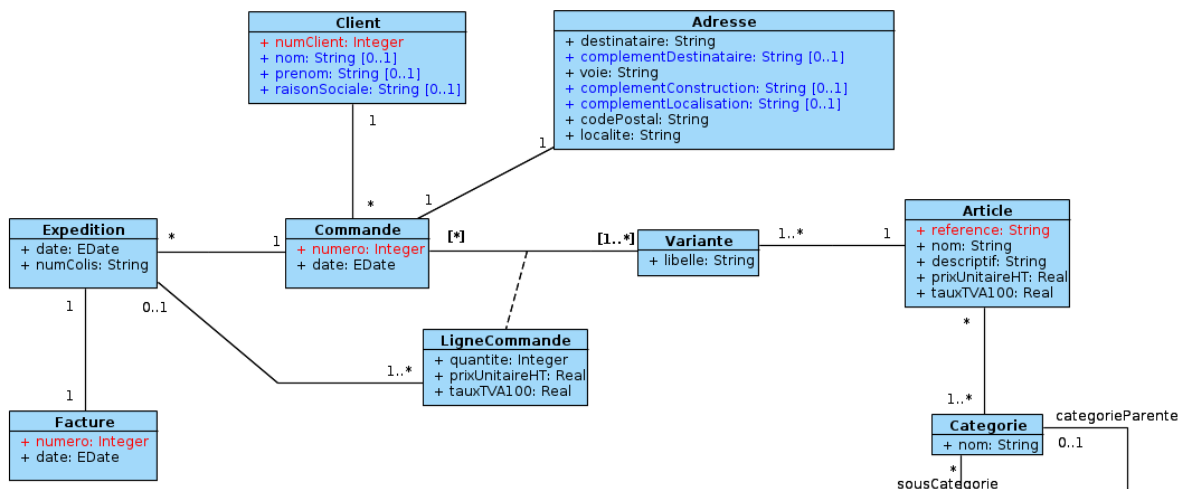 Client
+ numClient: Integer
+ nom: String [0..1]
+ prenom: String [0..1]
+ raisonSociale: String [0..1]
Adresse
+ destinataire: String
+ complementDestinataire: String [0..1]
+ voie: String
+ complementConstruction: String [0..1]
+ complementLocalisation: String [0..1]
+ codePostal: String
+ localite: String
1
*
1
1
Expedition
+ date: EDate
+ numColis: String
*
1
Commande
+ numero: Integer
+ date: EDate
[*]
[1..*]
Variante
+ libelle: String
1..*
1
Article
+ reference: String
+ nom: String
+ descriptif: String
+ prixUnitaireHT: Real
+ tauxTVA100: Real
1
0..1
1..*
LigneCommande
+ quantite: Integer
+ prixUnitaireHT: Real
+ tauxTVA100: Real
*
1..*
1
Facture
+ numero: Integer
+ date: EDate
Categorie
+ nom: String
categorieParente
0..1
*
sousCategorie